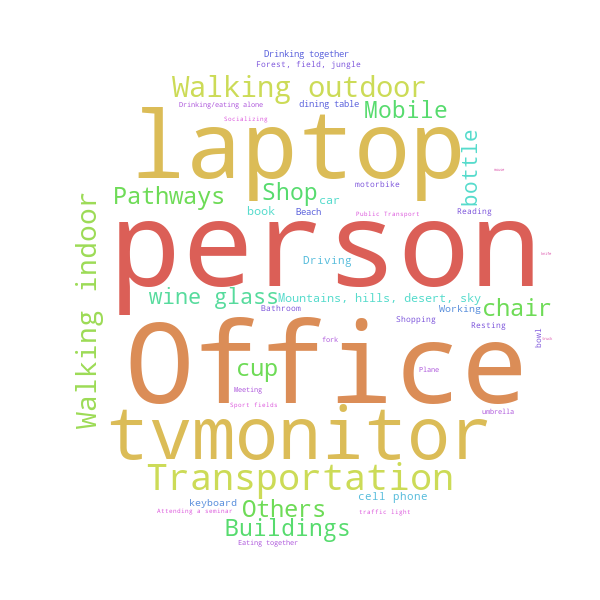 Drinking together
Forest, field, jungle
Walking outdoor
Drinking/eating alone
dining table
Mobile
Socializing
laptop
bottle
motorbike
Pathways
Shop
car
book
Beach
Public Transport
Reading
Walking indoor
person
Driving
wine glass
Mountains, hills, desert, sky
Bathroom
Working
chair
Shopping
Resting
Office
fork
bowl
cup
Plane
Meeting
Sport fields
umbrella
tvmonitor
Transportation
keyboard
cell phone
Others
Attending a seminar
traffic light
Buildings
Eating together